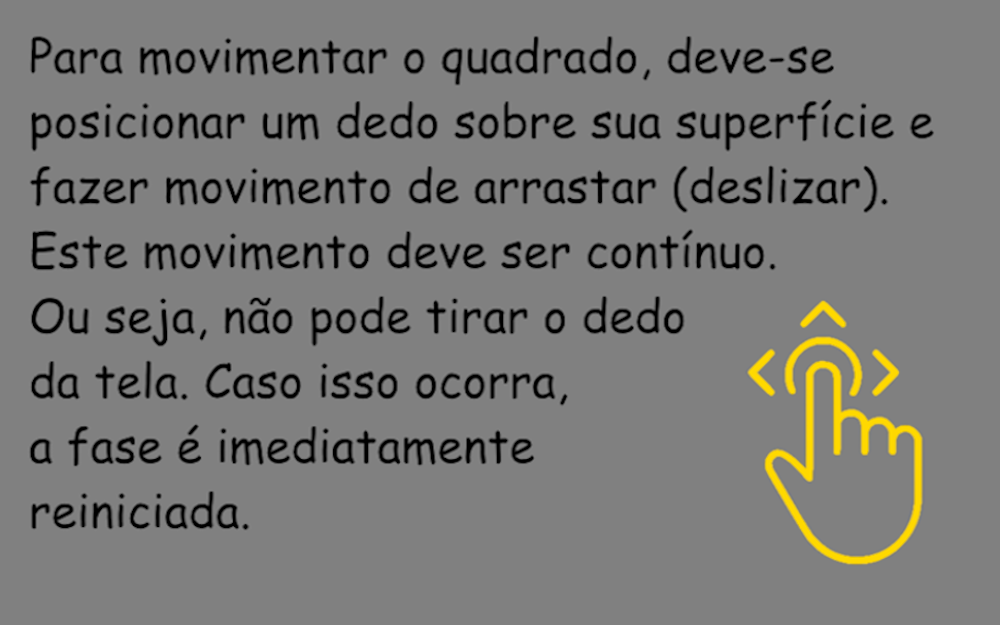 Para movimentar o quadrado, deve-se
posicionar um dedo sobre sua superfície e
fazer movimento de arrastar (deslizar).
Este movimento deve ser contínuo.
Ou seja, não pode tirar o dedo
da tela. Caso isso ocorra,
a fase é imediatamente
reiniciada.